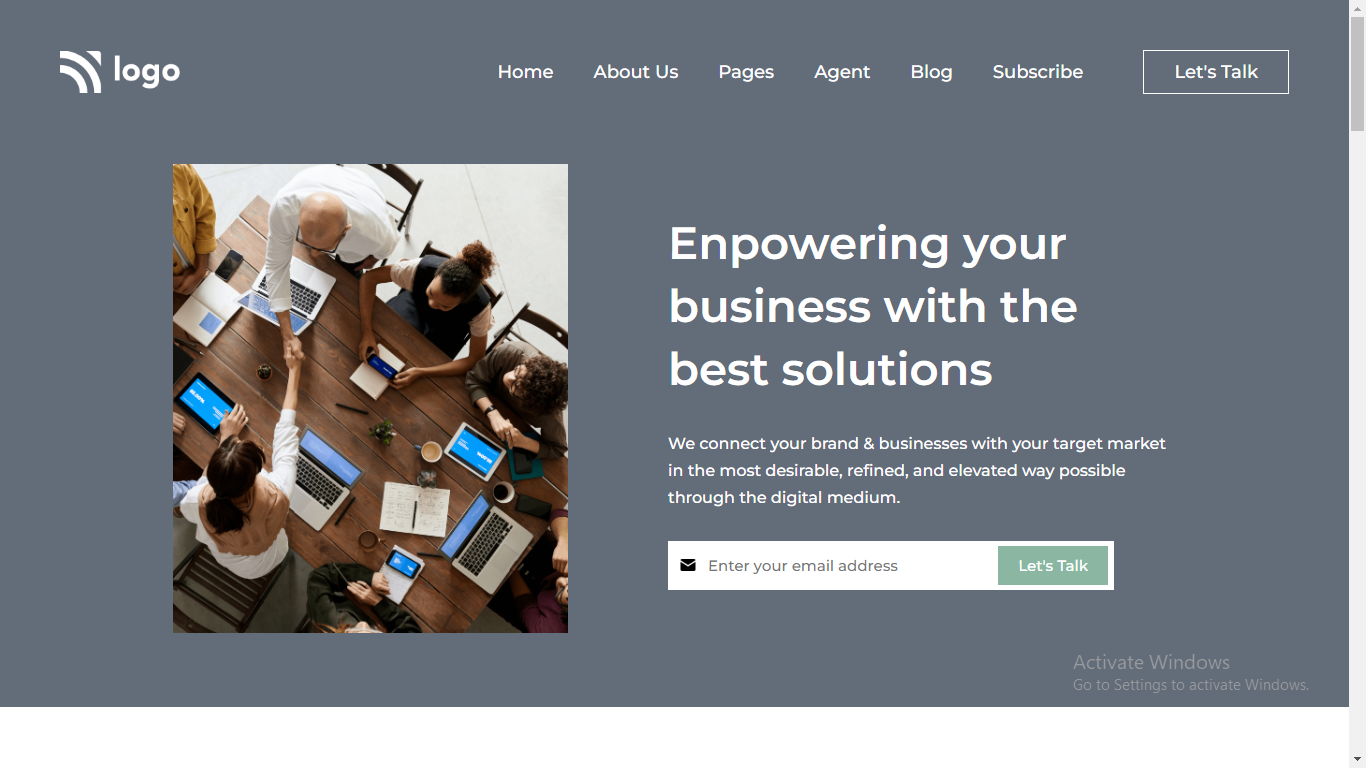 logo
Home About Us Pages Agent Blog Subscribe Let's Talk
Enpowering your
business with the
best solutions
We connect your brand & businesses with your target market
in the most desirable, refined, and elevated way possible
through the digital medium.
Enter your email address Let's Talk
Activate Windows
Go to Settings to activate Windows.